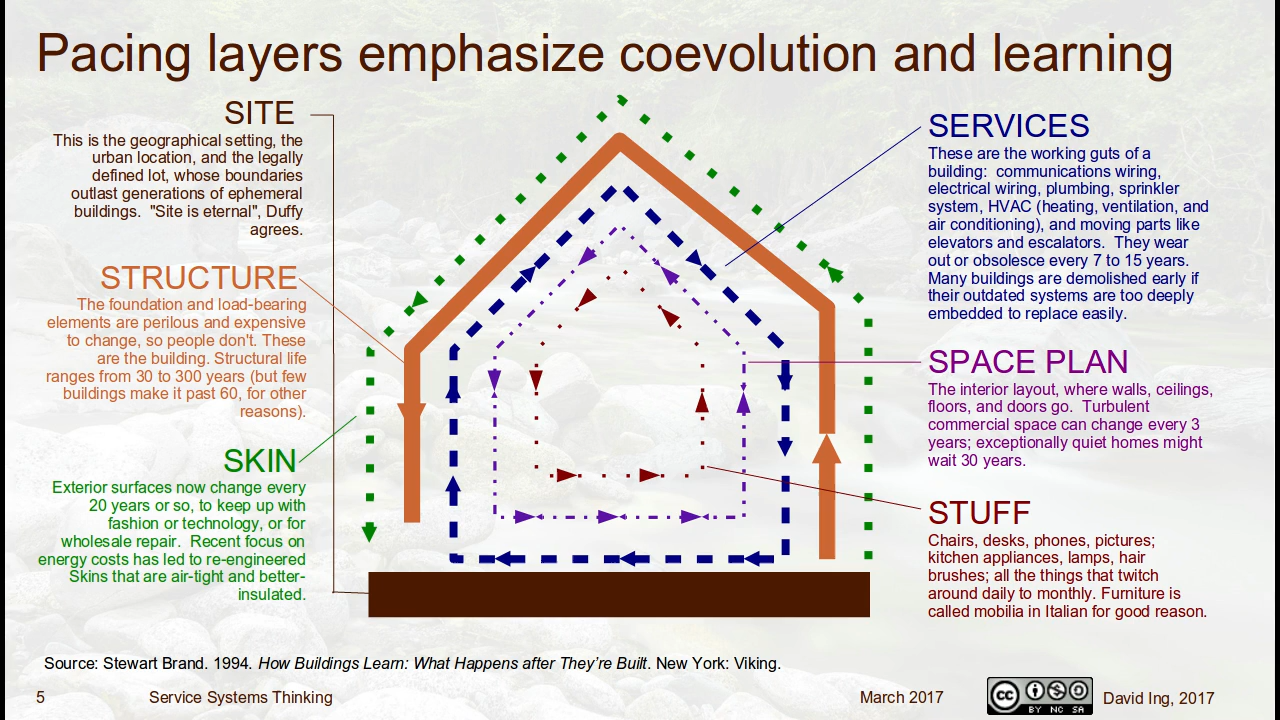 Pacing layers emphasize coevolution and learning
SITE
This is the geographical setting, the
urban location, and the legally
defined lot, whose boundaries
outlast generations of ephemeral
buildings.  "Site is eternal", Duffy
agrees.
STRUCTURE
The foundation and load-bearing
elements are perilous and expensive
to change, so people don't. These
are the building. Structural life
ranges from 30 to 300 years (but few
buildings make it past 60, for other
reasons).
SKIN
Exterior surfaces now change every
20 years or so, to keep up with
fashion or technology, or for
wholesale repair.  Recent focus on
energy costs has led to re-engineered
Skins that are air-tight and better-
insulated.
SERVICES
These are the working guts of a
building:  communications wiring,
electrical wiring, plumbing, sprinkler
system, HVAC (heating, ventilation, and
air conditioning), and moving parts like
elevators and escalators.  They wear
out or obsolesce every 7 to 15 years.
Many buildings are demolished early if
their outdated systems are too deeply
embedded to replace easily.
SPACE PLAN
The interior layout, where walls, ceilings,
floors, and doors go.  Turbulent
commercial space can change every 3
years; exceptionally quiet homes might
wait 30 years.
STUFF
Chairs, desks, phones, pictures;
kitchen appliances, lamps, hair
brushes; all the things that twitch
around daily to monthly. Furniture is
called mobilia in Italian for good reason.
Source: Stewart Brand. 1994. How Buildings Learn: What Happens after They’re Built. New York: Viking.
5 Service Systems Thinking March 2017 cc BY NC SA David Ing, 2017